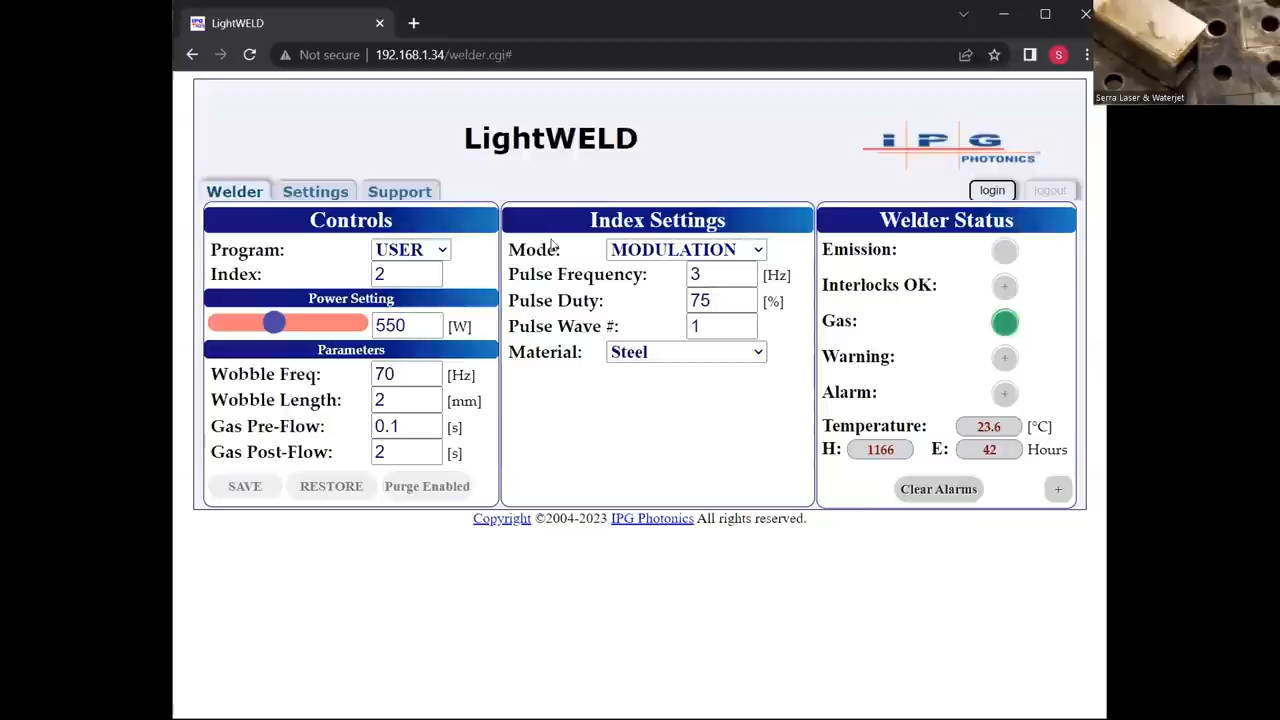 LightWELD
Not secure 192.168.1.34/welder.cgi#
S
Serra Laser & Waterjet
LightWELD
IPG
PHOTONICS
Welder Settings Support login logout
Controls
Program: USER
Index: 2
Power Setting
550 [W]
Parameters
Wobble Freq: 70 [Hz]
Wobble Length: 2 [mm]
Gas Pre-Flow: 0.1 [s]
Gas Post-Flow: 2 [s]
SAVE RESTORE Purge Enabled
Index Settings
Mode: MODULATION
Pulse Frequency: 3 [Hz]
Pulse Duty: 75 [%]
Pulse Wave #: 1
Material: Steel
Welder Status
Emission:
Interlocks OK: +
Gas:
Warning: +
Alarm: +
Temperature: 23.6 [°C]
H: 1166 E: 42 Hours
Clear Alarms +
Copyright ©2004-2023 IPG Photonics All rights reserved.